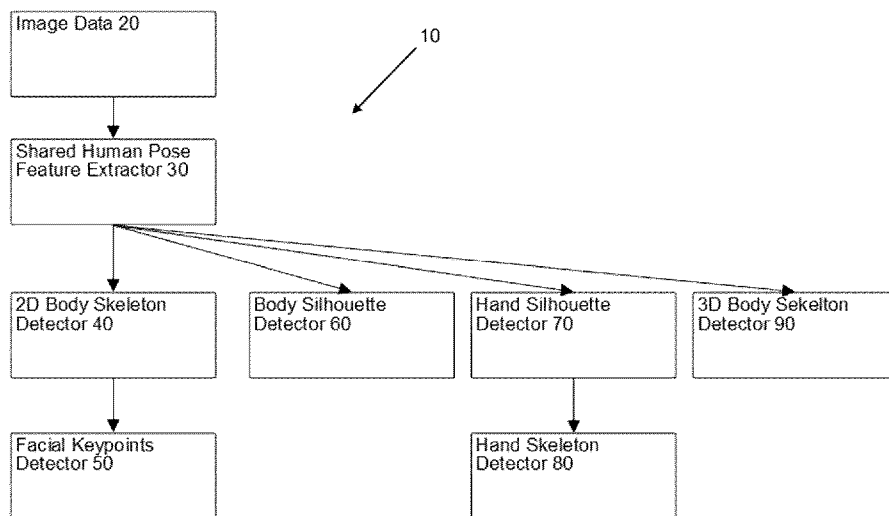 Image Data 20
10
Shared Human Pose
Feature Extractor 30
2D Body Skeleton
Detector 40
Body Silhouette
Detector 60
Hand Silhouette
Detector 70
3D Body Sekelton
Detector 90
Facial Keypoints
Detector 50
Hand Skeleton
Detector 80